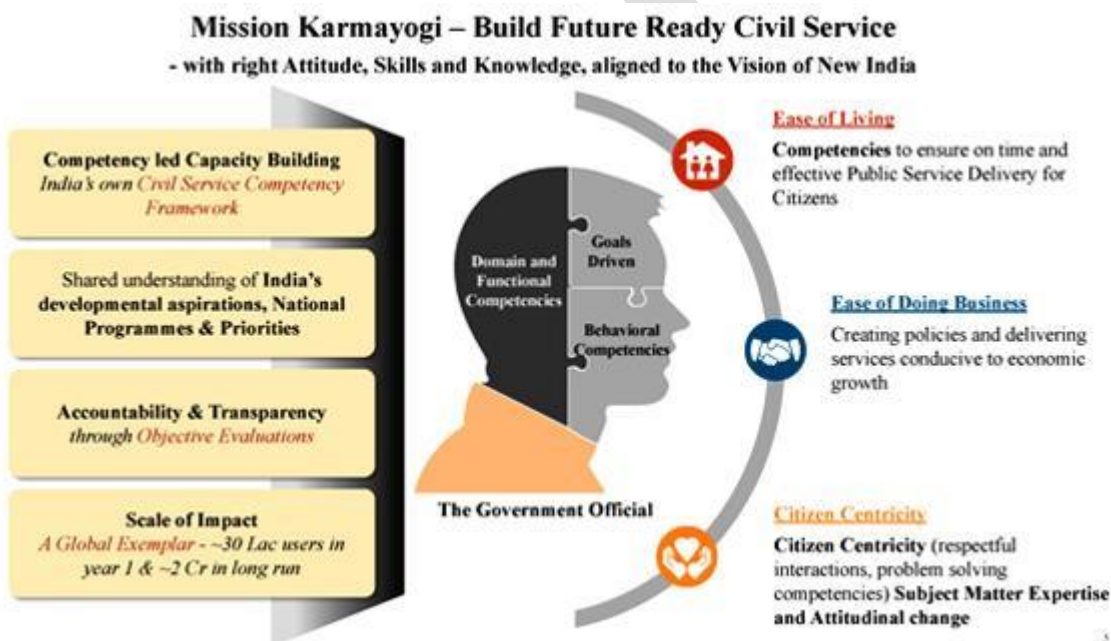 Mission Karmayogi – Build Future Ready Civil Service
- with right Attitude, Skills and Knowledge, aligned to the Vision of New India
Competency led Capacity Building
India's own Civil Service Competency
Framework
Shared understanding of India's
developmental aspirations, National
Programmes & Priorities
Accountability & Transparency
through Objective Evaluations
Scale of Impact
A Global Exemplar - ~30 Lac users in
year 1 & ~2 Cr in long run
Domain and
Functional
Competencies
Goals
Driven
Behavioral
Competencies
The Government Official
Ease of Living
Competencies to ensure on time and
effective Public Service Delivery for
Citizens
Ease of Doing Business
Creating policies and delivering
services conducive to economic
growth
Citizen Centricity
Citizen Centricity (respectful
interactions, problem solving
competencies) Subject Matter Expertise
and Attitudinal change